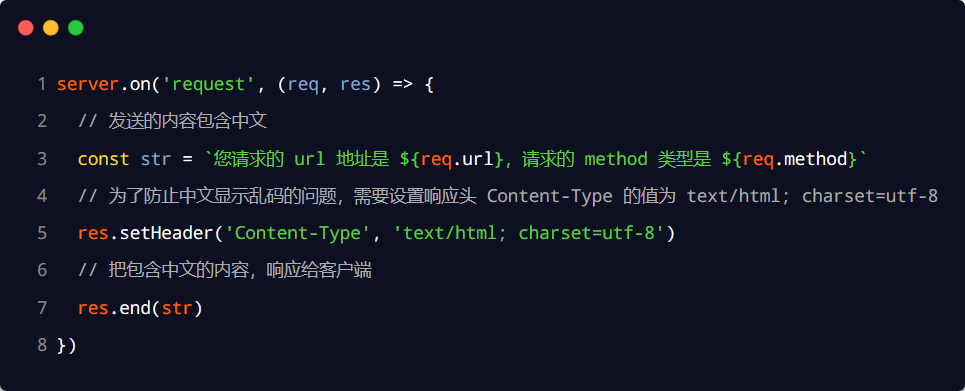 1 server.on('request', (req, res) => {
2 // 发送的内容包含中文
3 const str = `您请求的 url 地址是 ${req.url}，请求的 method 类型是 ${req.method}`
4 // 为了防止中文显示乱码的问题，需要设置响应头 Content-Type 的值为 text/html; charset=utf-8
5 res.setHeader('Content-Type', 'text/html; charset=utf-8')
6 // 把包含中文的内容，响应给客户端
7 res.end(str)
8 })